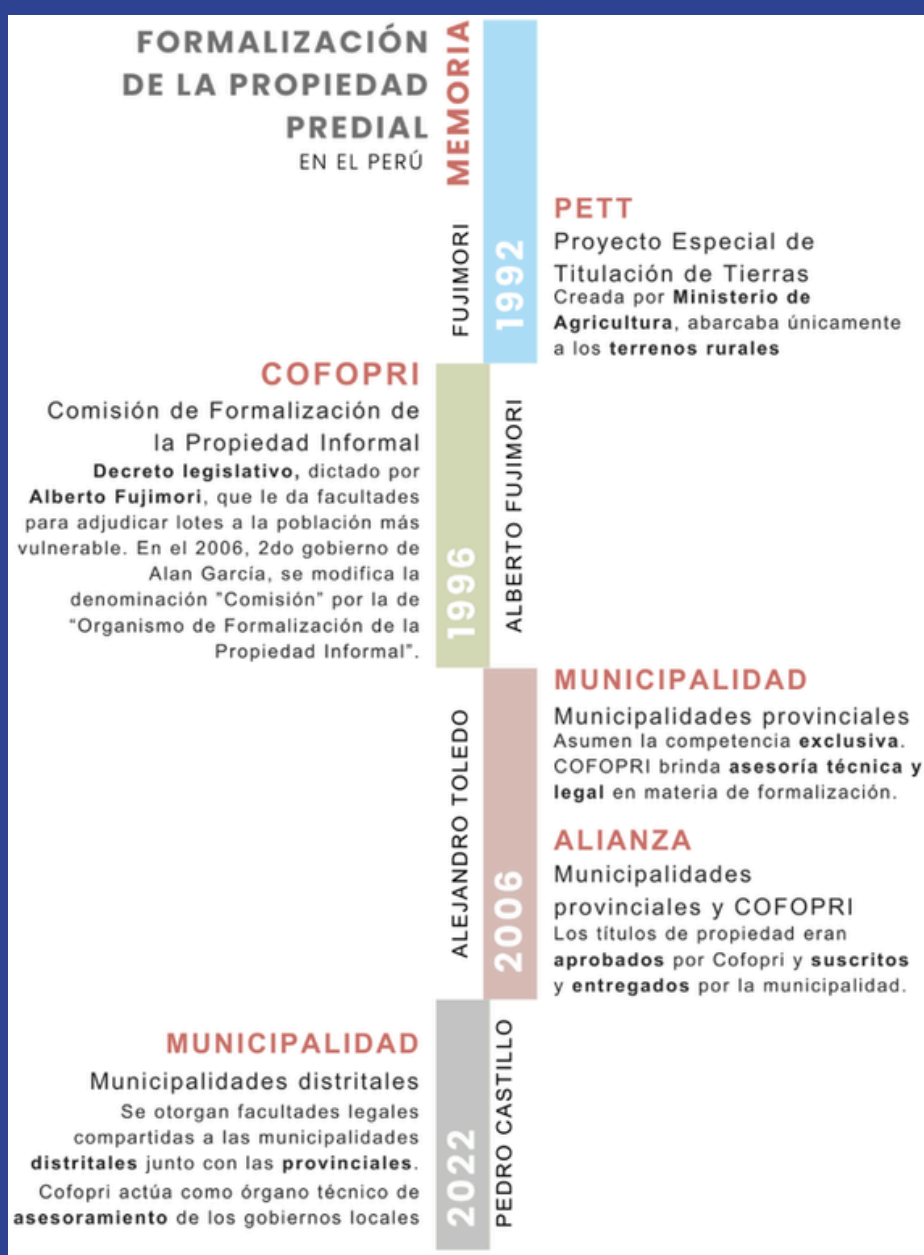 FORMALIZACIÓN
DE LA PROPIEDAD
PREDIAL
EN EL PERÚ
MEMORIA
FUJIMORI
1992
PETT
Proyecto Especial de
Titulación de Tierras
Creada por Ministerio de
Agricultura, abarcaba únicamente
a los terrenos rurales
COFOPRI
Comisión de Formalización de
la Propiedad Informal
Decreto legislativo, dictado por
Alberto Fujimori, que le da facultades
para adjudicar lotes a la población más
vulnerable. En el 2006, 2do gobierno de
Alan García, se modifica la
denominación "Comisión" por la de
“Organismo de Formalización de la
Propiedad Informal”.
1996
ALBERTO FUJIMORI
MUNICIPALIDAD
Municipalidades provinciales
Asumen la competencia exclusiva.
COFOPRI brinda asesoría técnica y
legal en materia de formalización.
ALEJANDRO TOLEDO
2006
ALIANZA
Municipalidades
provinciales y COFOPRI
Los títulos de propiedad eran
aprobados por Cofopri y suscritos
y entregados por la municipalidad.
MUNICIPALIDAD
Municipalidades distritales
Se otorgan facultades legales
compartidas a las municipalidades
distritales junto con las provinciales.
Cofopri actúa como órgano técnico de
asesoramiento de los gobiernos locales
2022
PEDRO CASTILLO